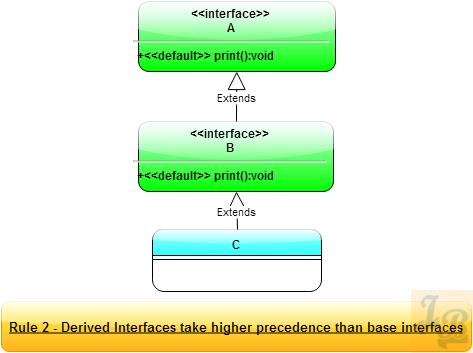 <<interface>>
A
+<<default>> print():void
Extends
<<interface>>
B
+<<default>> print():void
Extends
C
Rule 2 - Derived Interfaces take higher precedence than base interfaces